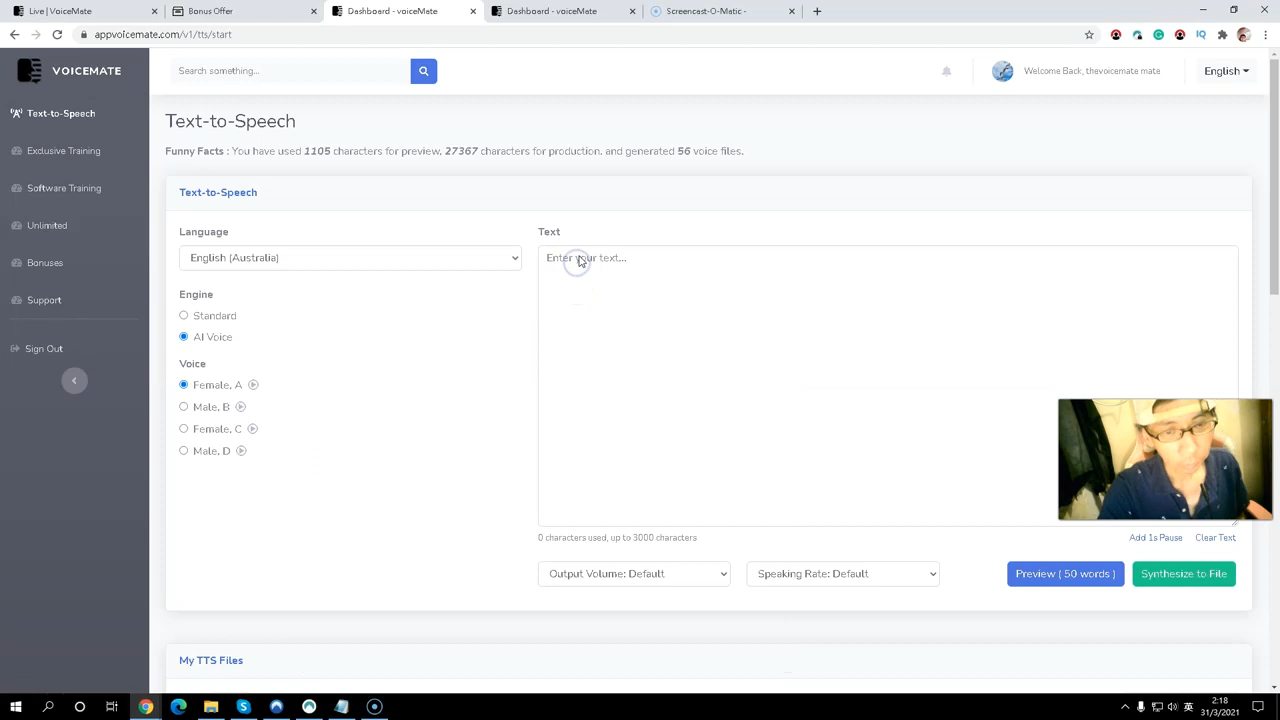 Live | VoiceMate
Bonus Offer
Dashboard - voiceMate
Dashboard - voiceMate
Screencast-O-Matic -
appvoicemate.com/v1/tts/start
VOICEMATE
Search something...
Welcome Back, thevoicemate mate
English
Text-to-Speech
Exclusive Training
Software Training
Unlimited
Bonuses
Support
Sign Out
Text-to-Speech
Funny Facts : You have used 1105 characters for preview, 27367 characters for production, and generated 56 voice files.
Text-to-Speech
Language
English (Australia)
Engine
Standard
AI Voice
Voice
Female, A
Male, B
Female, C
Male, D
Text
Enter your text...
0 characters used, up to 3000 characters
Add 1s Pause
Clear Text
Output Volume: Default
Speaking Rate: Default
Preview ( 50 words )
Synthesize to File
My TTS Files
英
2:18
31/3/2021